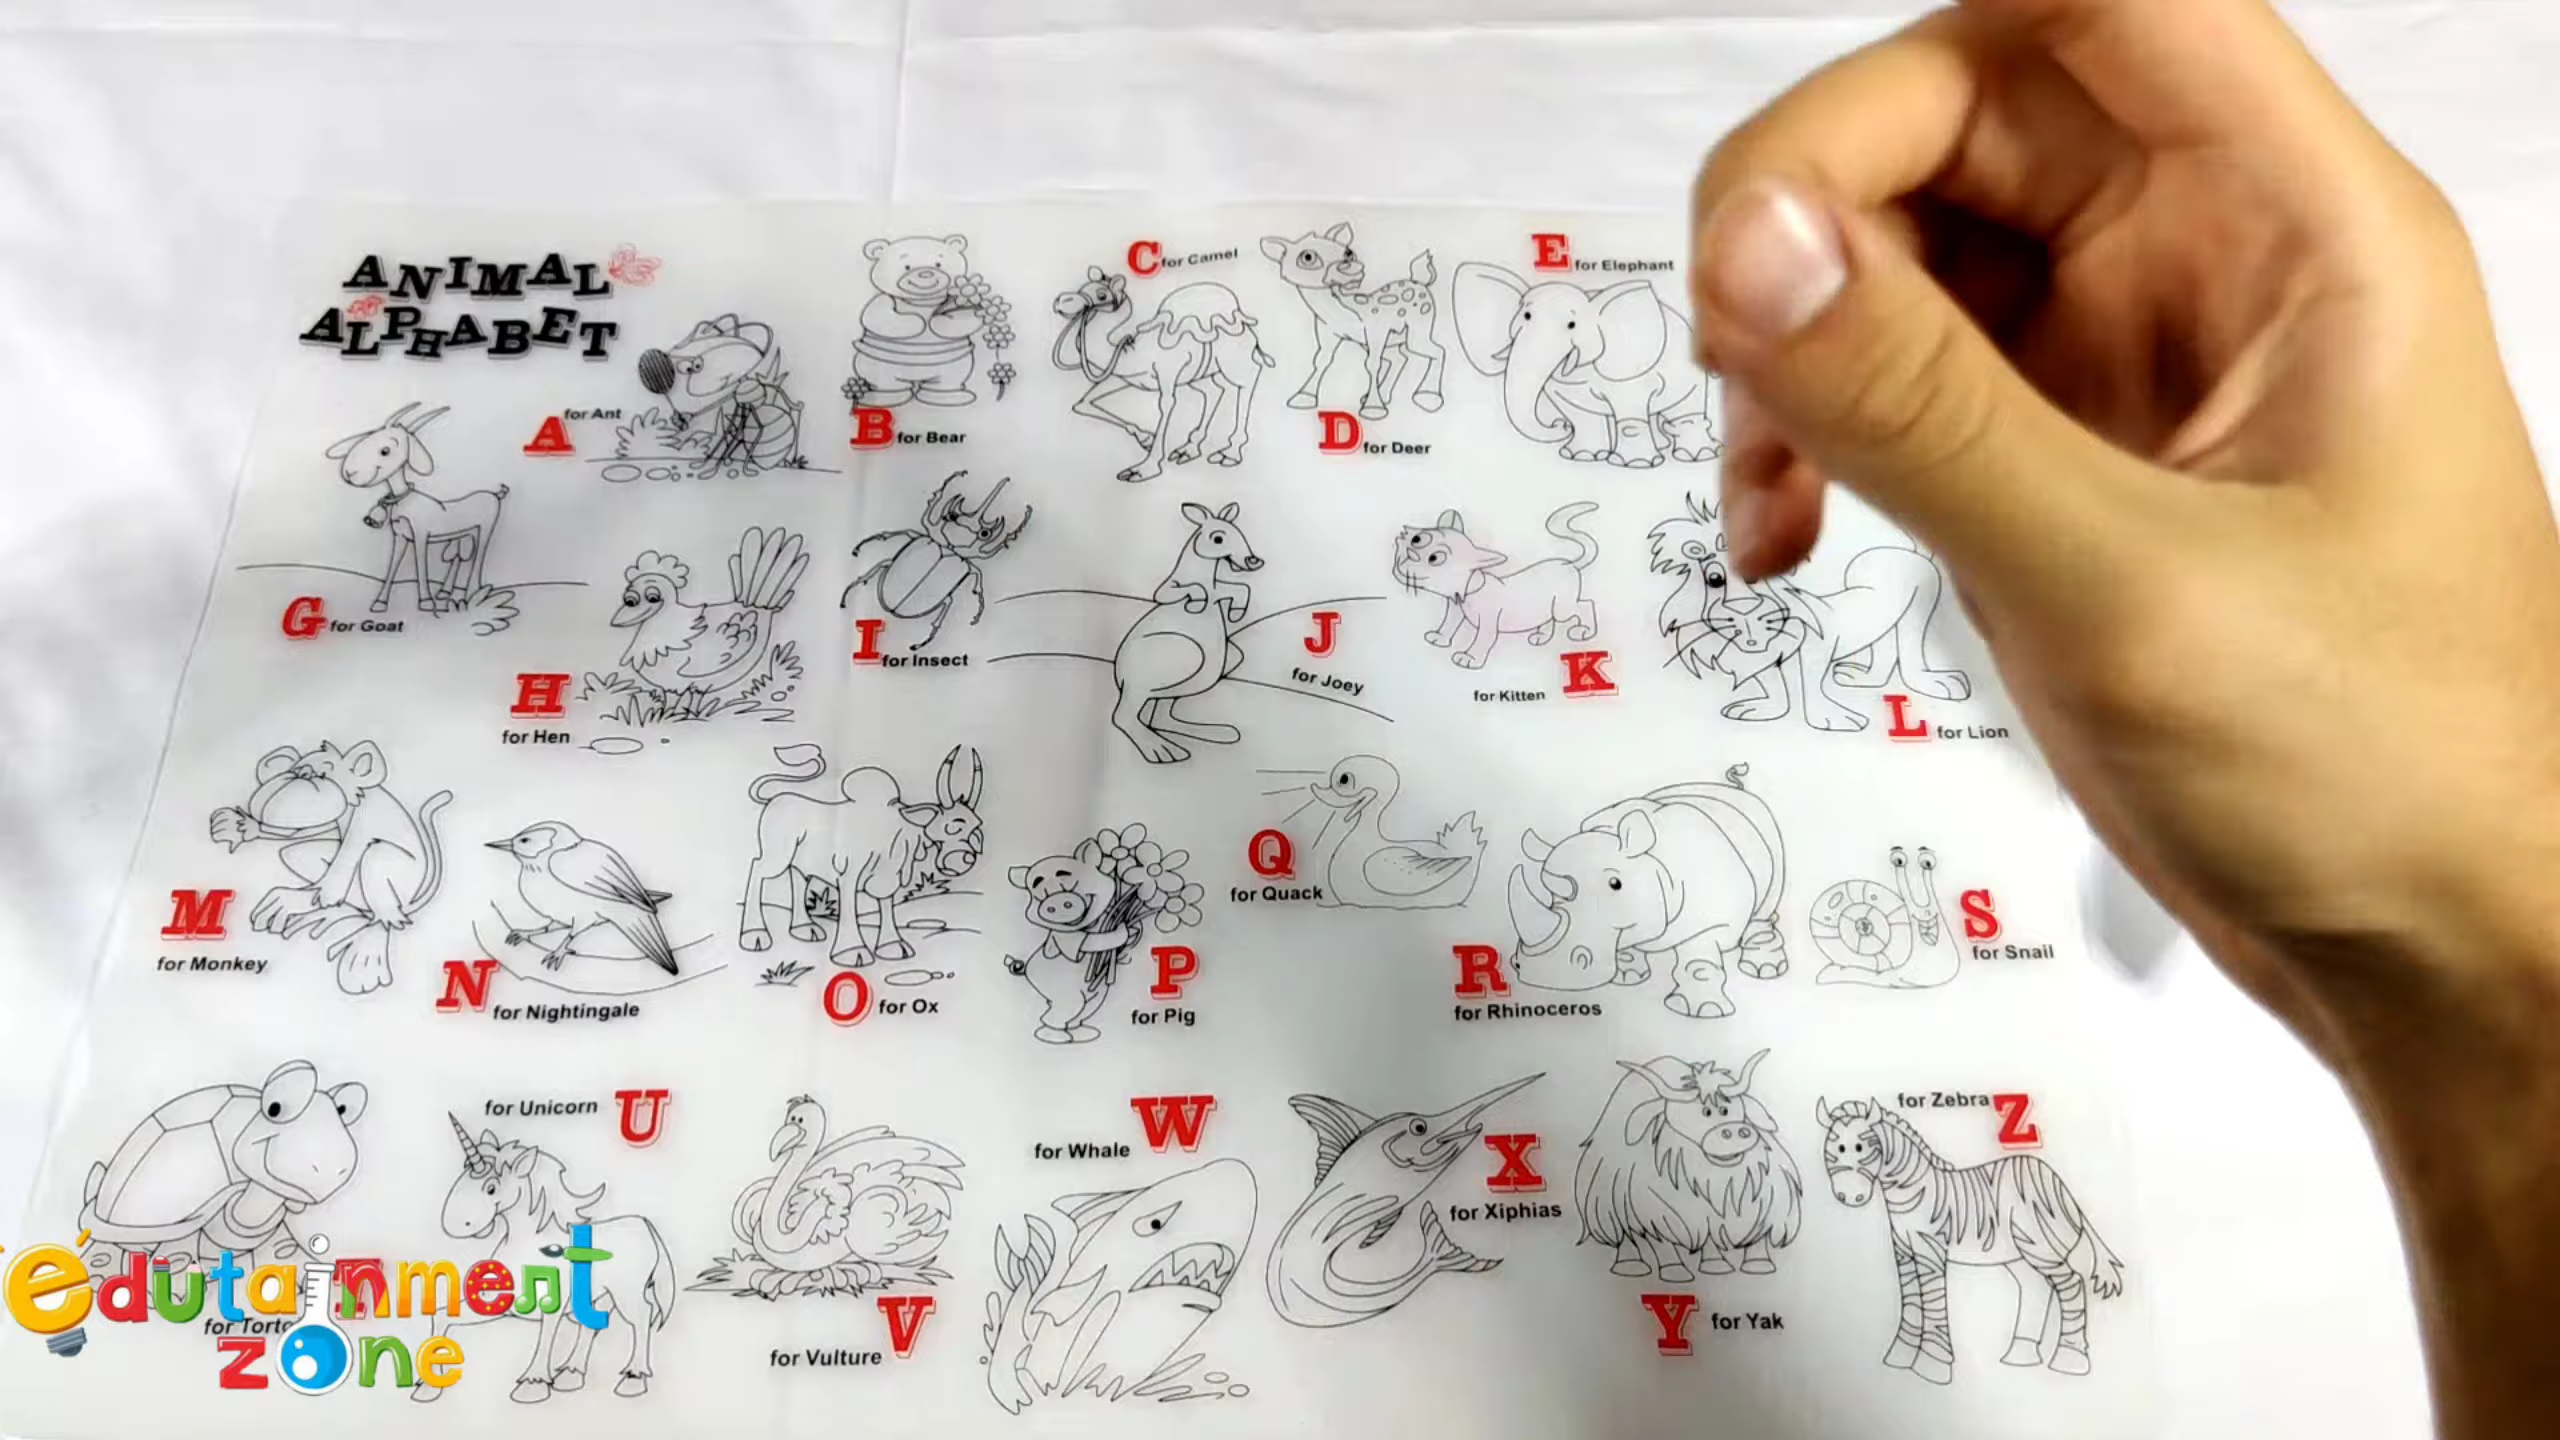 ANIMAL
ALPHABET
A for Ant
B for Bear
C for Camel
D for Deer
E for Elephant
G for Goat
H
for Hen
I for Insect
J
for Joey
for Kitten K
L for Lion
M
for Monkey
N for Nightingale
O for Ox
P
for Pig
Q
for Quack
R
for Rhinoceros
S
for Snail
for
for Unicorn U
for Vulture V
for Whale W
X
for Xiphias
Y for Yak
for Zebra Z
edutainment
zone